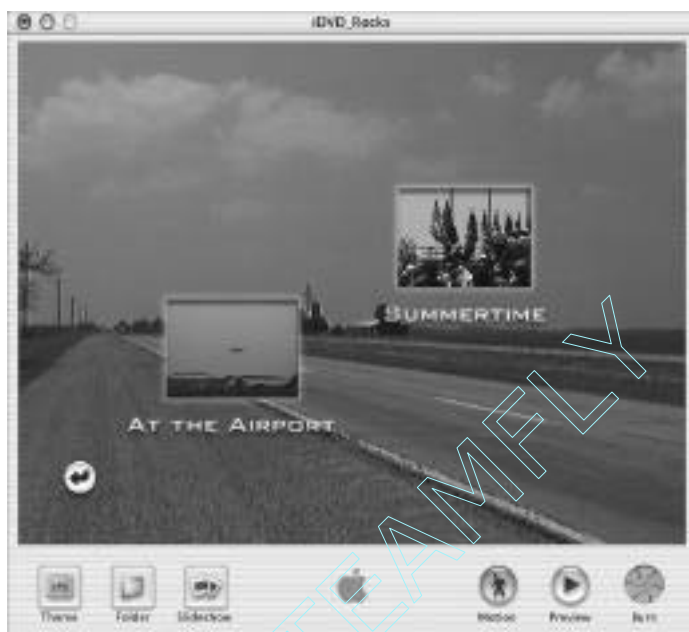 iDVD_Rocks
SUMMERTIME
AT THE AIRPORT
TEAMFLY
Theme
Folder
Slideshow
Motion
Preview
Burn